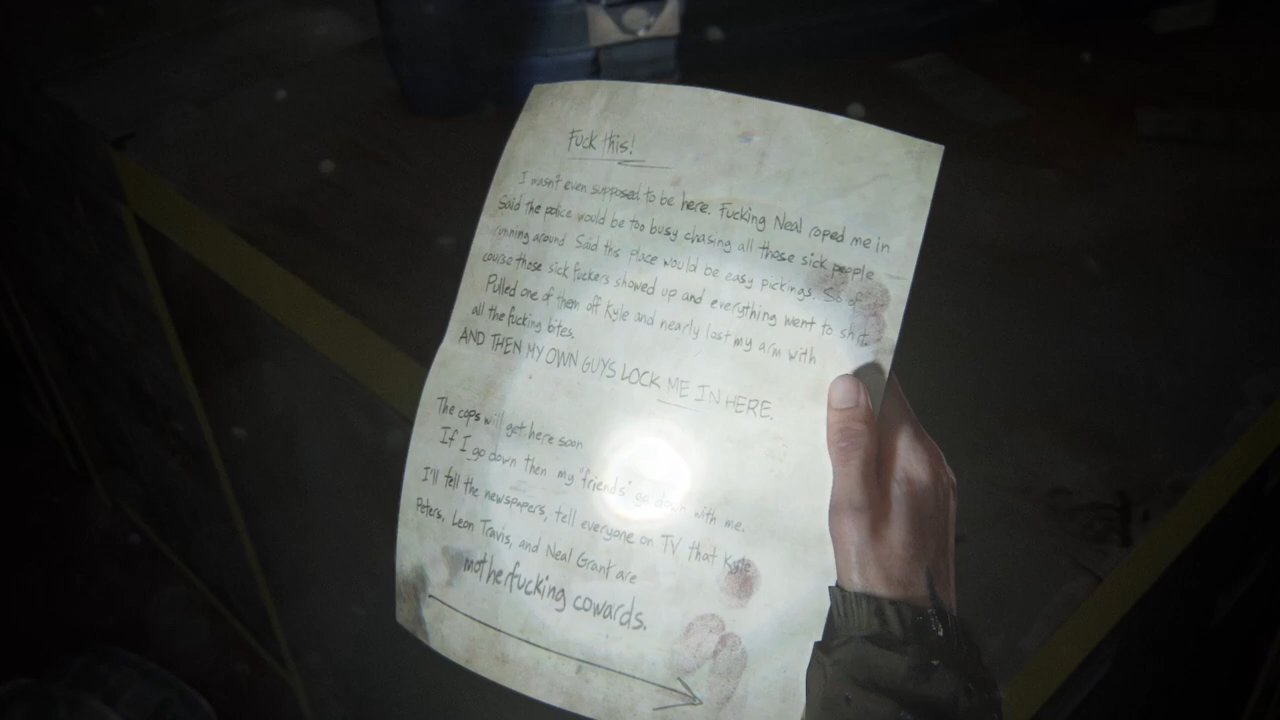 Fuck this!
I wasn't even supposed to be here. Fucking Neal roped me in
Said the police would be too busy chasing all those sick people
running around. Said this place would be easy pickings. So of
course those sick fuckers showed up and everything went to shit.
Pulled one of them off Kyle and nearly lost my arm with
all the fucking bites.
AND THEN MY OWN GUYS LOCK ME IN HERE.
The cops will get here soon
If I go down then my "friends" go down with me.
I'll tell the newspapers, tell everyone on TV that Kyle
Peters, Leon Travis, and Neal Grant are
motherfucking cowards.